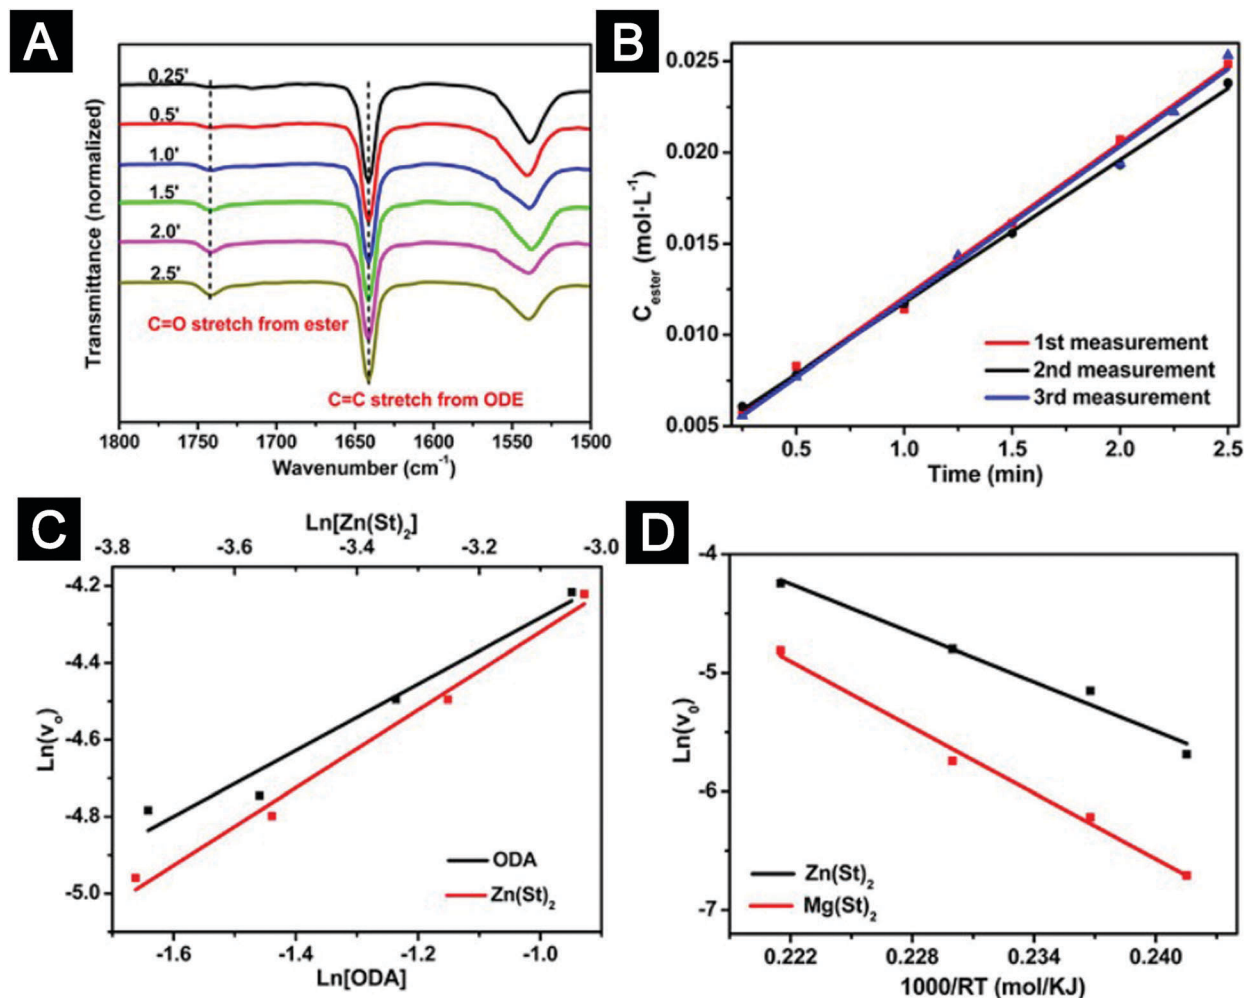 A
0.25'
0.5'
1.0'
1.5'
2.0'
2.5'
C=O stretch from ester
C=C stretch from ODE
Transmittance (normalized)
1800 1750 1700 1650 1600 1550 1500
Wavenumber (cm⁻¹)
B
0.025
0.020
0.015
0.010
0.005
C_ester (mol·L⁻¹)
1st measurement
2nd measurement
3rd measurement
0.5 1.0 1.5 2.0 2.5
Time (min)
C
Ln[Zn(St)₂]
-3.8 -3.6 -3.4 -3.2 -3.0
-4.2
-4.4
-4.6
-4.8
-5.0
Ln(v₀)
ODA
Zn(St)₂
-1.6 -1.4 -1.2 -1.0
Ln[ODA]
D
-4
-5
-6
-7
Ln(v₀)
Zn(St)₂
Mg(St)₂
0.222 0.228 0.234 0.240
1000/RT (mol/KJ)